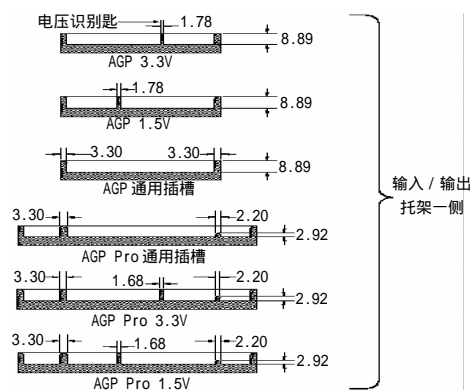 电压识别匙 1.78
8.89
AGP 3.3V
1.78
8.89
AGP 1.5V
3.30 3.30
8.89
AGP 通用插槽
输入 / 输出
托架一侧
3.30 2.20
2.92
AGP Pro 通用插槽
3.30 1.68 2.20
2.92
AGP Pro 3.3V
3.30 1.68 2.20
2.92
AGP Pro 1.5V